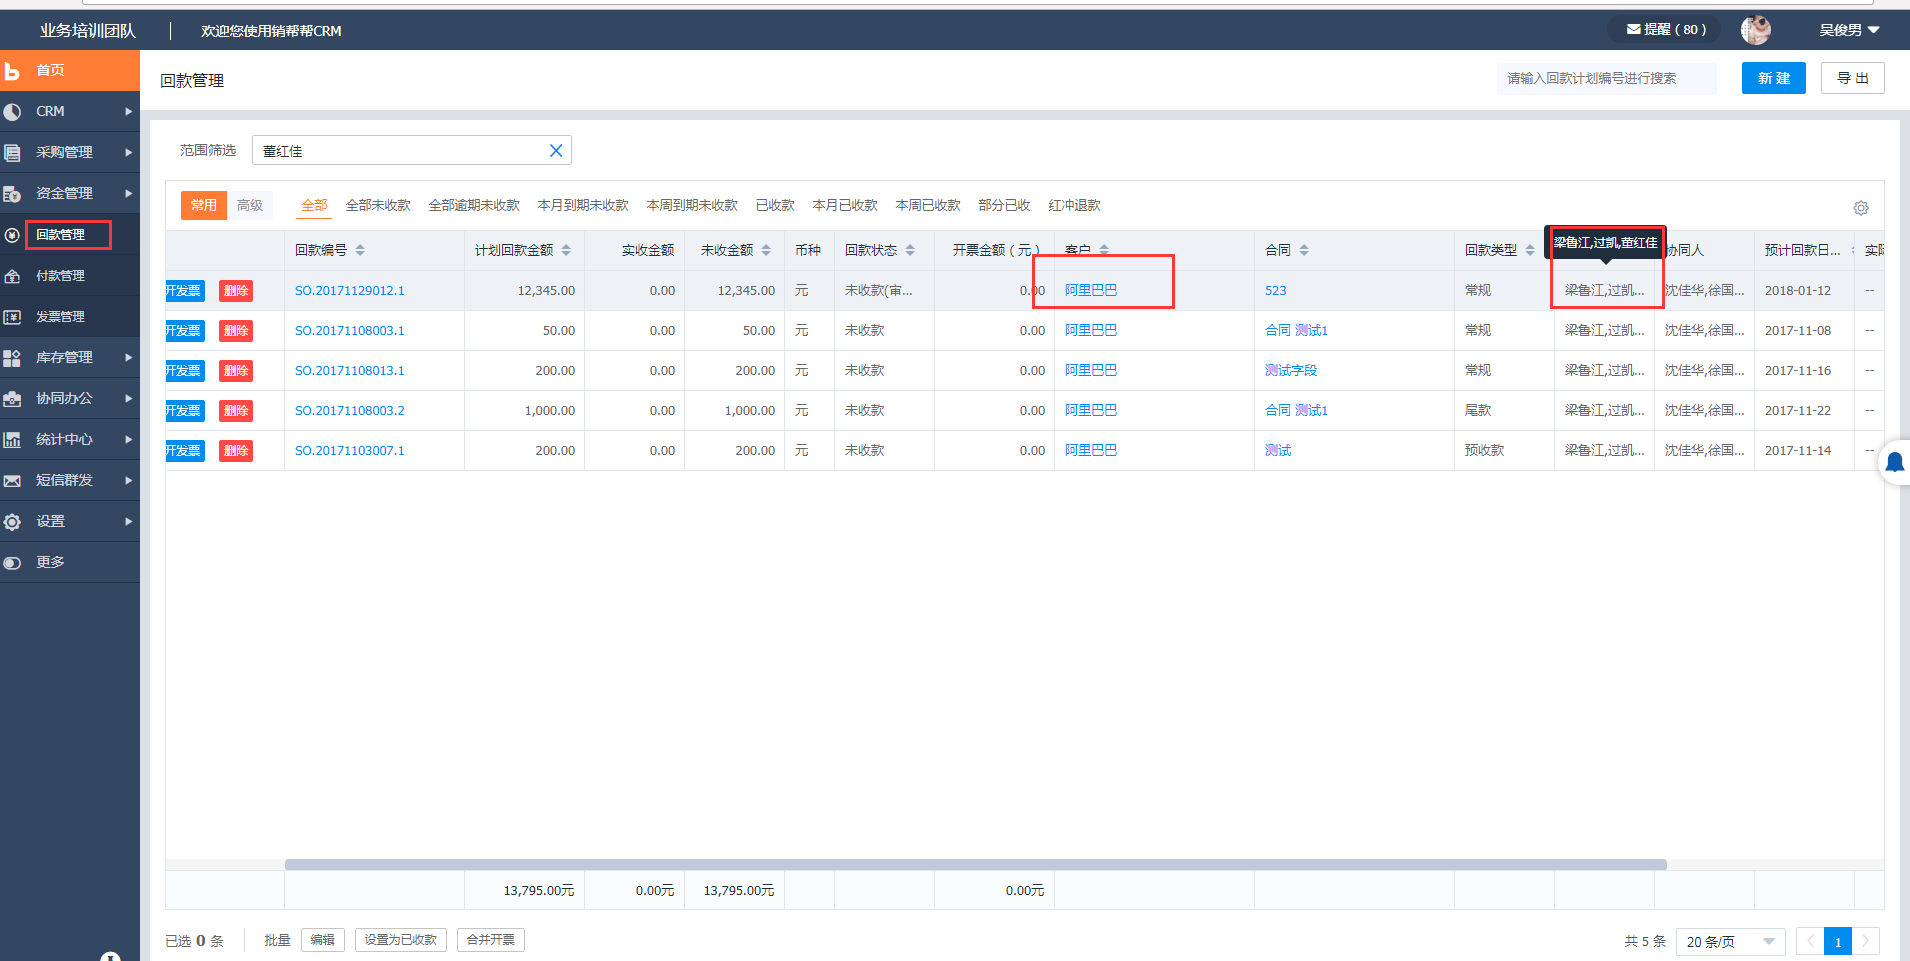 业务培训团队
欢迎您使用销帮帮CRM
提醒 ( 80 )
吴俊男
首页
CRM
采购管理
资金管理
回款管理
付款管理
发票管理
库存管理
协同办公
统计中心
短信群发
设置
更多
回款管理
请输入回款计划编号进行搜索
新 建
导 出
范围筛选
董红佳
常用 高级 全部 全部未收款 全部逾期未收款 本月到期未收款 本周到期未收款 已收款 本月已收款 本周已收款 部分已收 红冲退款
梁鲁江,过凯,董红佳
回款编号 计划回款金额 实收金额 未收金额 币种 回款状态 开票金额 ( 元 ) 客户 合同 回款类型 协同人 预计回款日... 实际
开发票 删除 SO.20171129012.1 12,345.00 0.00 12,345.00 元 未收款(审... 0.00 阿里巴巴 523 常规 梁鲁江,过凯... 沈佳华,徐国... 2018-01-12 --
开发票 删除 SO.20171108003.1 50.00 0.00 50.00 元 未收款 0.00 阿里巴巴 合同 测试1 常规 梁鲁江,过凯... 沈佳华,徐国... 2017-11-08 --
开发票 删除 SO.20171108013.1 200.00 0.00 200.00 元 未收款 0.00 阿里巴巴 测试字段 常规 梁鲁江,过凯... 沈佳华,徐国... 2017-11-16 --
开发票 删除 SO.20171108003.2 1,000.00 0.00 1,000.00 元 未收款 0.00 阿里巴巴 合同 测试1 尾款 梁鲁江,过凯... 沈佳华,徐国... 2017-11-22 --
开发票 删除 SO.20171103007.1 200.00 0.00 200.00 元 未收款 0.00 阿里巴巴 测试 预收款 梁鲁江,过凯... 沈佳华,徐国... 2017-11-14 --
13,795.00元 0.00元 13,795.00元 0.00元
已选 0 条 批量 编辑 设置为已收款 合并开票 共 5 条 20 条/页 1